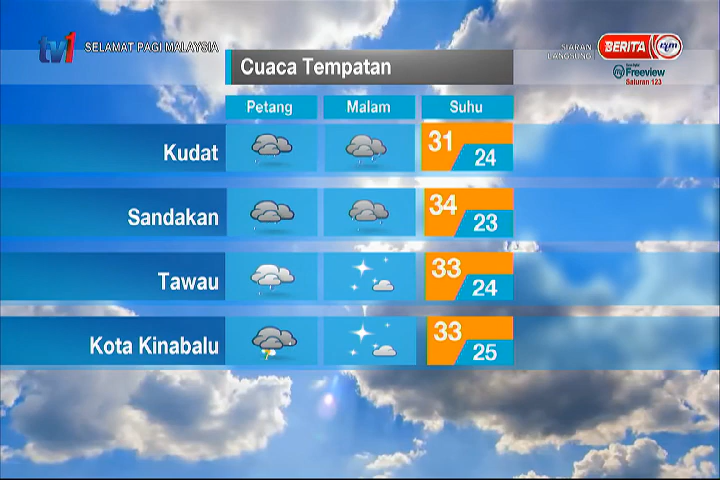 tv1 SELAMAT PAGI MALAYSIA
SIARAN LANGSUNG
BERITA rtm
myFreeview
Saluran 123
Cuaca Tempatan
Petang Malam Suhu
Kudat 31 24
Sandakan 34 23
Tawau 33 24
Kota Kinabalu 33 25